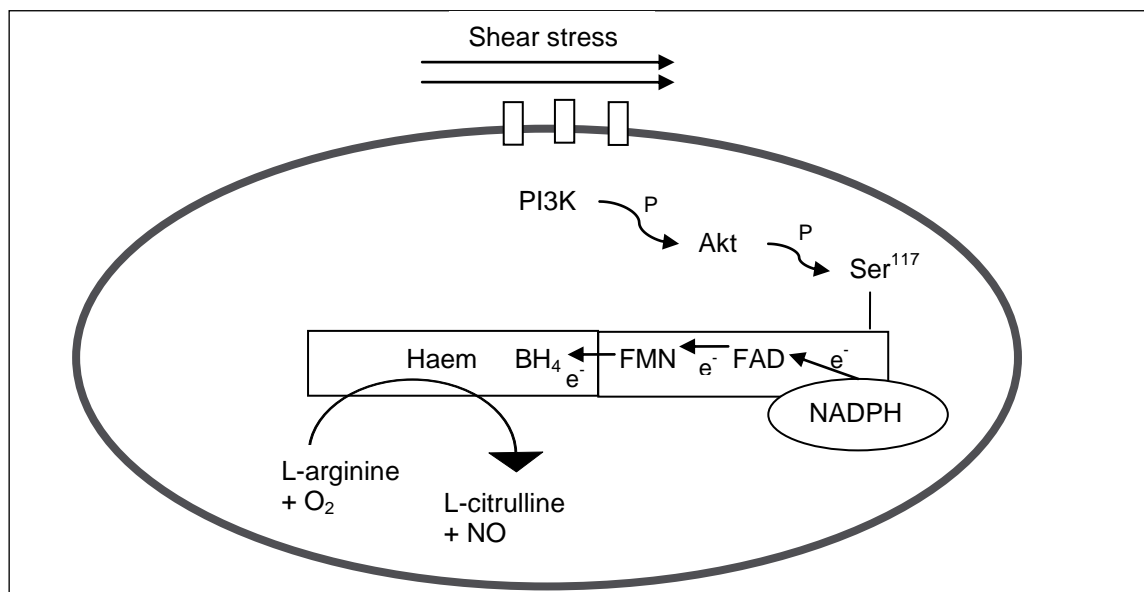 Shear stress
PI3K
P
Akt
P
Ser¹¹⁷
Haem BH₄ e⁻ FMN e⁻ FAD e⁻
NADPH
L-arginine
+ O₂
L-citrulline
+ NO